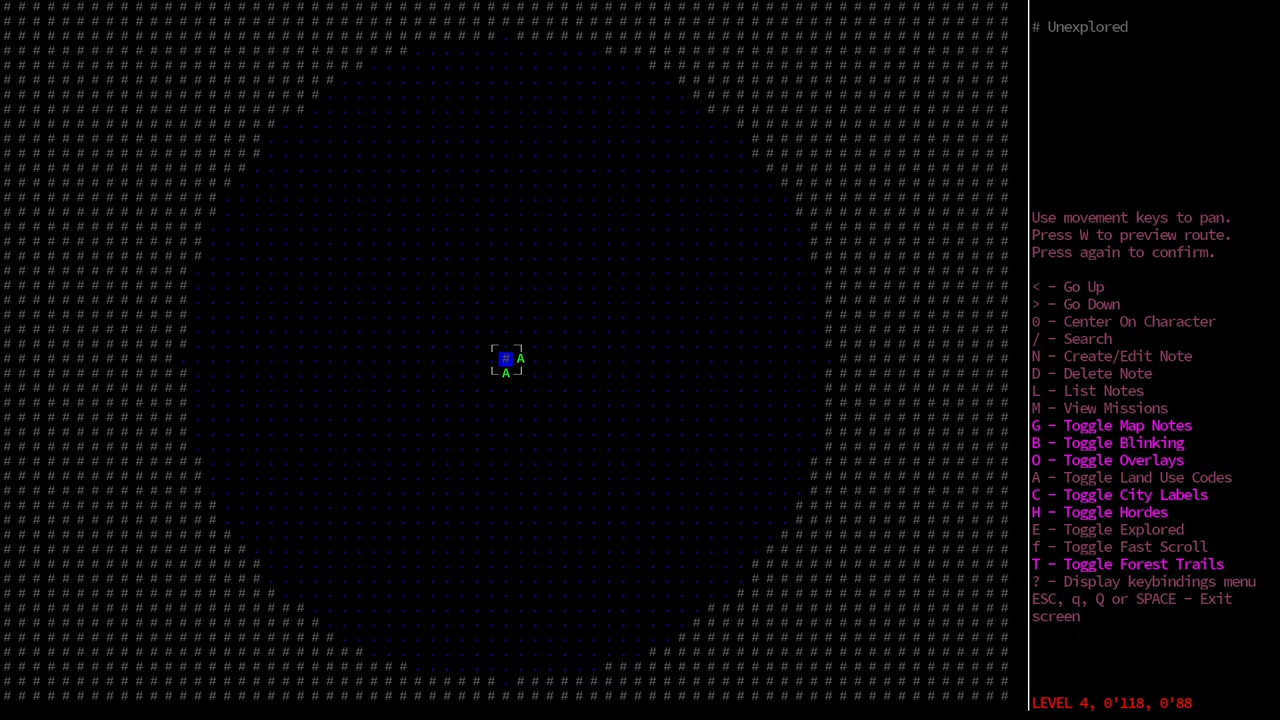 # Unexplored
Use movement keys to pan.
Press W to preview route.
Press again to confirm.
< - Go Up
> - Go Down
0 - Center On Character
/ - Search
N - Create/Edit Note
D - Delete Note
L - List Notes
M - View Missions
G - Toggle Map Notes
B - Toggle Blinking
O - Toggle Overlays
A - Toggle Land Use Codes
C - Toggle City Labels
H - Toggle Hordes
E - Toggle Explored
f - Toggle Fast Scroll
T - Toggle Forest Trails
? - Display keybindings menu
ESC, q, Q or SPACE - Exit
screen
# A
A
LEVEL 4, 0'118, 0'88